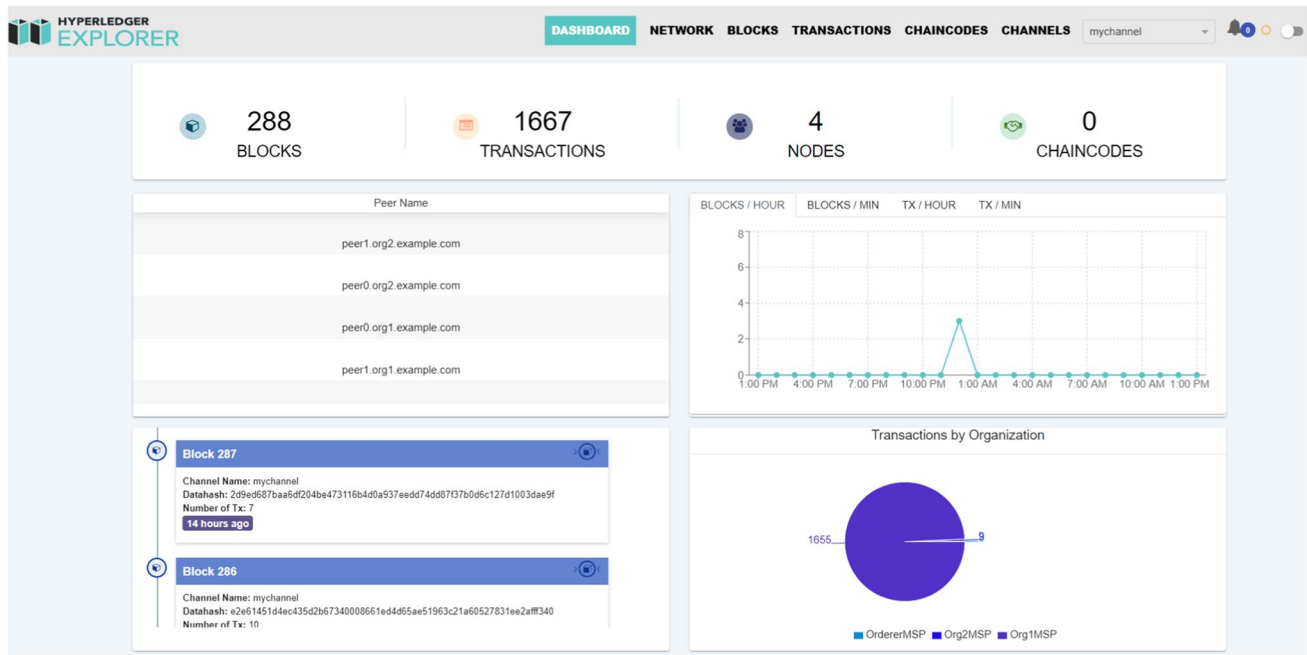 HYPERLEDGER
EXPLORER
DASHBOARD NETWORK BLOCKS TRANSACTIONS CHAINCODES CHANNELS mychannel 0
288 1667 4 0
BLOCKS TRANSACTIONS NODES CHAINCODES
Peer Name
peer1.org2.example.com
peer0.org2.example.com
peer0.org1.example.com
peer1.org1.example.com
BLOCKS / HOUR BLOCKS / MIN TX / HOUR TX / MIN
8
6
4
2
0
1:00 PM 4:00 PM 7:00 PM 10:00 PM 1:00 AM 4:00 AM 7:00 AM 10:00 AM 1:00 PM
Block 287
Channel Name: mychannel
Datahash: 2d9ed687baa6df204be473116b4d0a937eedd74dd87f37b0d6c127d1003dae9f
Number of Tx: 7
14 hours ago
Block 286
Channel Name: mychannel
Datahash: e2e61451d4ec435d2b67340008661ed4d65ae51963c21a60527831ee2afff340
Number of Tx: 10
Transactions by Organization
1655
9
OrdererMSP Org2MSP Org1MSP